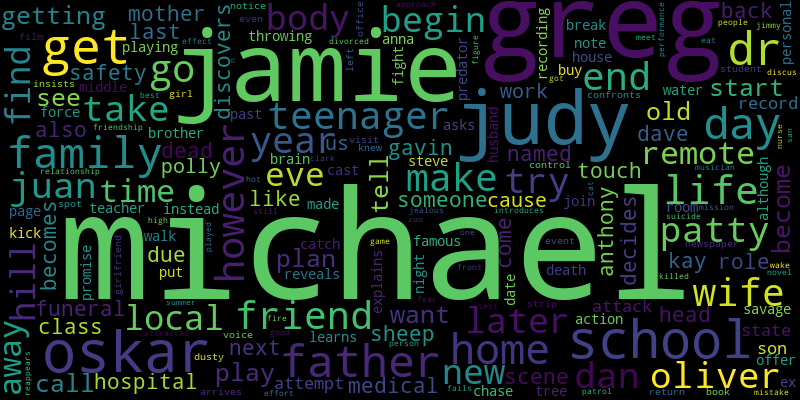 getting mother last discovers body begin greg dr back personal
notice office break jimmy approach
film effect even divorced playing throwing anna fight left figure recording note house meet performance people
get jamie predator
find safety go see middle insists girl buy eat student discus
take teenager judy work end start
force best past asks old water record
also friendship brother year us visit knew gavin husband named dave day confronts
family dead polly however brain steve tell remote
relationship hot clark cast make try touch control musician nurse san
juan time eve like someone cause join cat life although
page spot teacher instead made jealous zoo introduces room suicide mission
kick becomes high played michael come anthony patty
hill walk due still famous game one newspaper become
promise put girlfriend plan catch event decides kay role wake
reveals explains night front date death killed novel
funeral summer local fire friend want later attack head wife
class voice good learns sheep fear test strip action state savage
away oskar distracted dusty next father person home school son
call hospital play attempt medical new scene dan oliver offer ex
reappears arrives effort fails chase tree patrol return book mistake